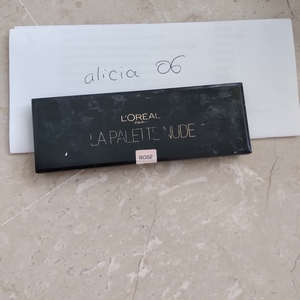 alicia 06
L'ORÉAL
PARIS
LA PALETTE NUDE
ROSE